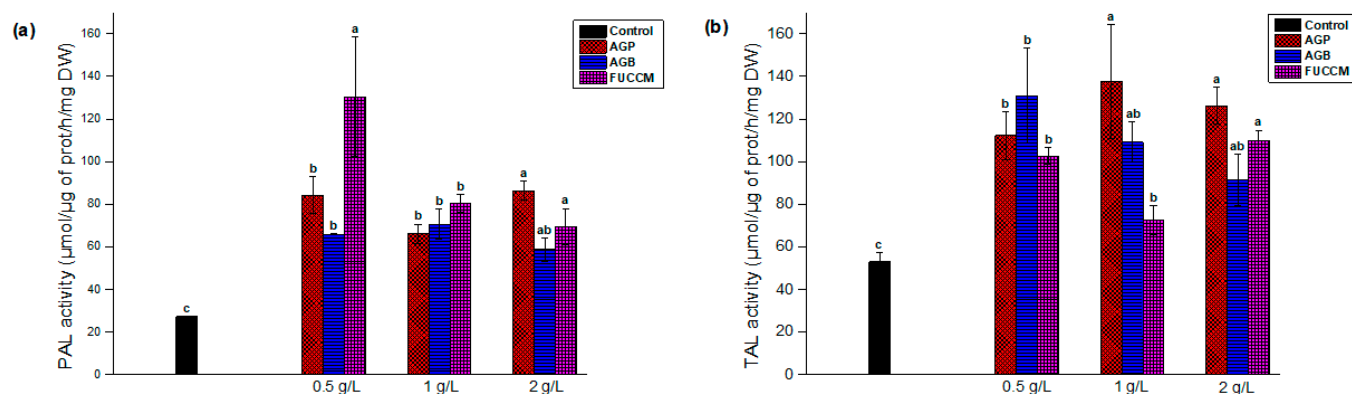 (a)
PAL activity (µmol/µg of prot/h/mg DW)
160
140
120
100
80
60
40
20
0
Control
AGP
AGB
FUCCM
c
b
b
a
b
b
b
a
ab
a
0.5 g/L
1 g/L
2 g/L
(b)
TAL activity (µmol/µg of prot/h/mg DW)
160
140
120
100
80
60
40
20
0
Control
AGP
AGB
FUCCM
c
b
b
b
a
ab
b
a
ab
a
0.5 g/L
1 g/L
2 g/L